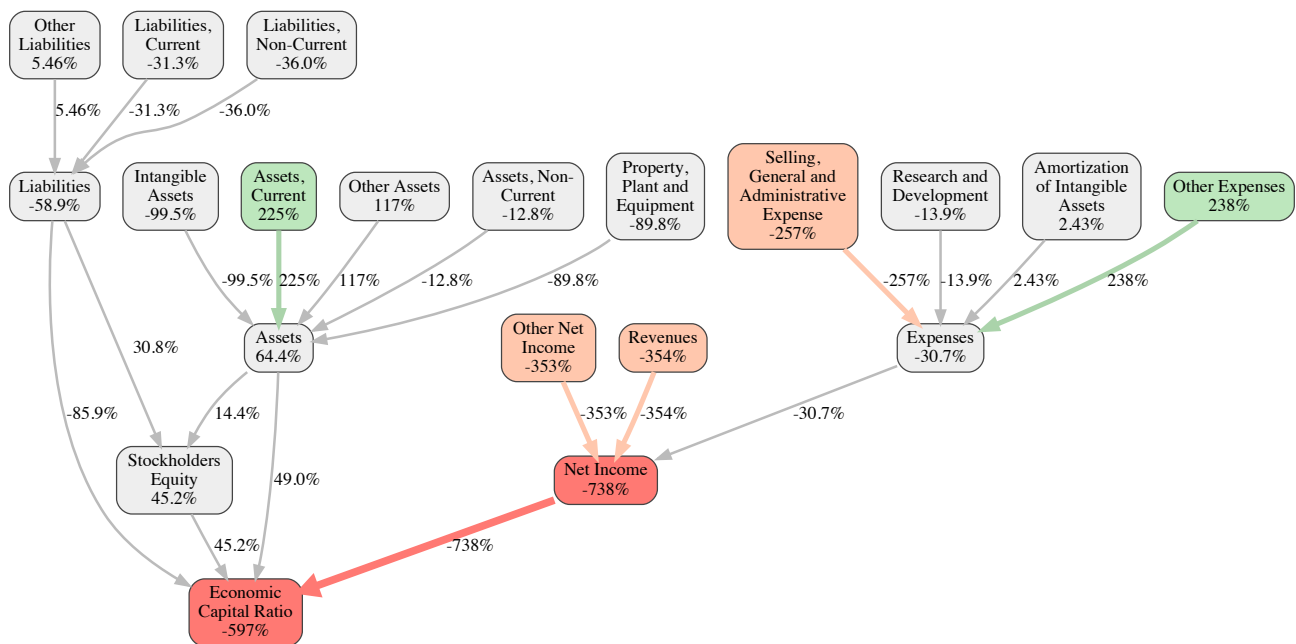 Other
Liabilities
5.46%
Liabilities,
Current
-31.3%
Liabilities,
Non-Current
-36.0%
5.46%
-31.3%
-36.0%
Liabilities
-58.9%
Intangible
Assets
-99.5%
Assets,
Current
225%
Other Assets
117%
Assets, Non-
Current
-12.8%
Property,
Plant and
Equipment
-89.8%
Selling,
General and
Administrative
Expense
-257%
Research and
Development
-13.9%
Amortization
of Intangible
Assets
2.43%
Other Expenses
238%
-99.5%
225%
117%
-12.8%
-89.8%
-257%
-13.9%
2.43%
238%
30.8%
Assets
64.4%
Other Net
Income
-353%
Revenues
-354%
Expenses
-30.7%
-85.9%
14.4%
-353%
-354%
-30.7%
Stockholders
Equity
45.2%
49.0%
Net Income
-738%
45.2%
-738%
Economic
Capital Ratio
-597%